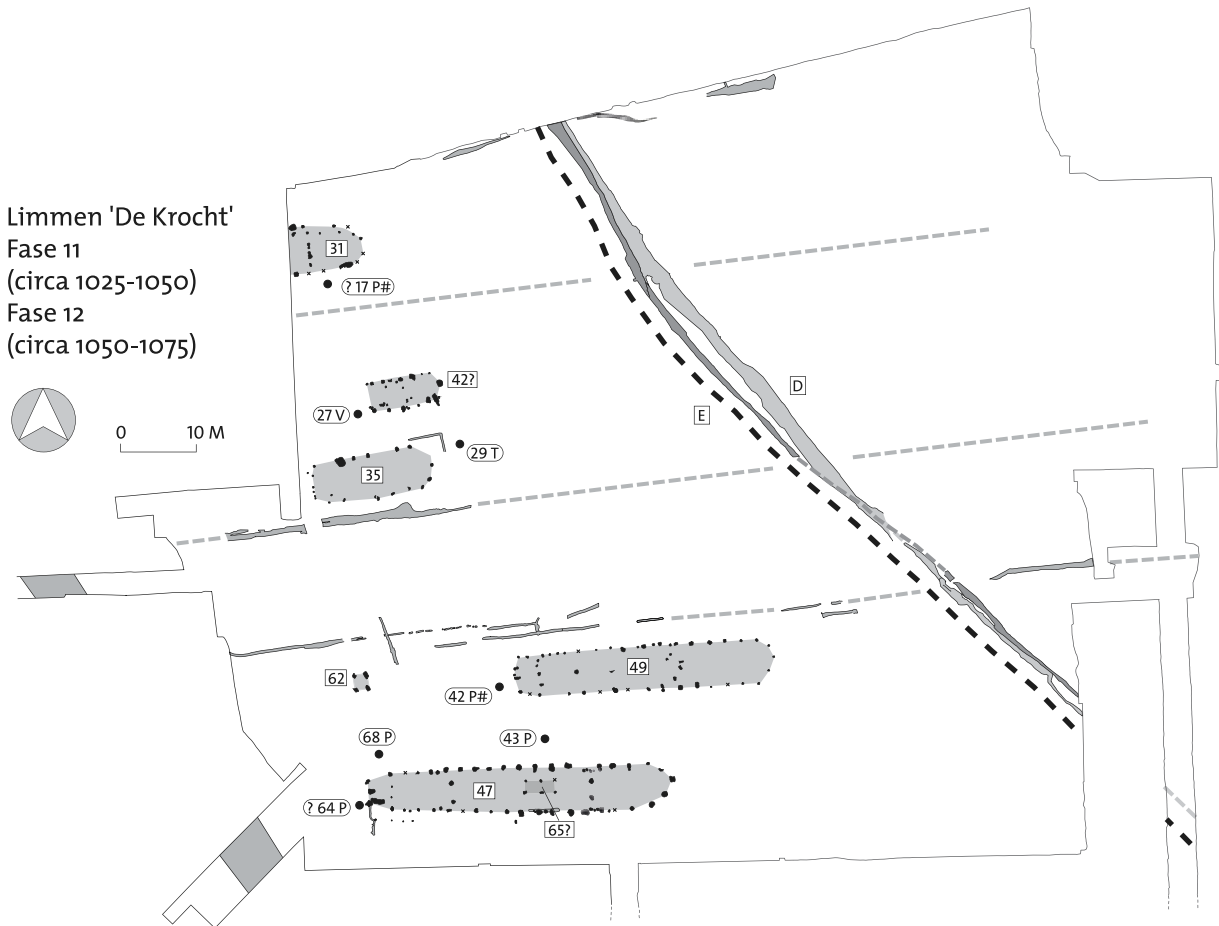 Limmen 'De Krocht'
Fase 11
(circa 1025-1050)
Fase 12
(circa 1050-1075)
0 10 M
31
? 17 P#
42?
27 V
29 T
35
D
E
49
62
42 P#
68 P
43 P
47
? 64 P
65?